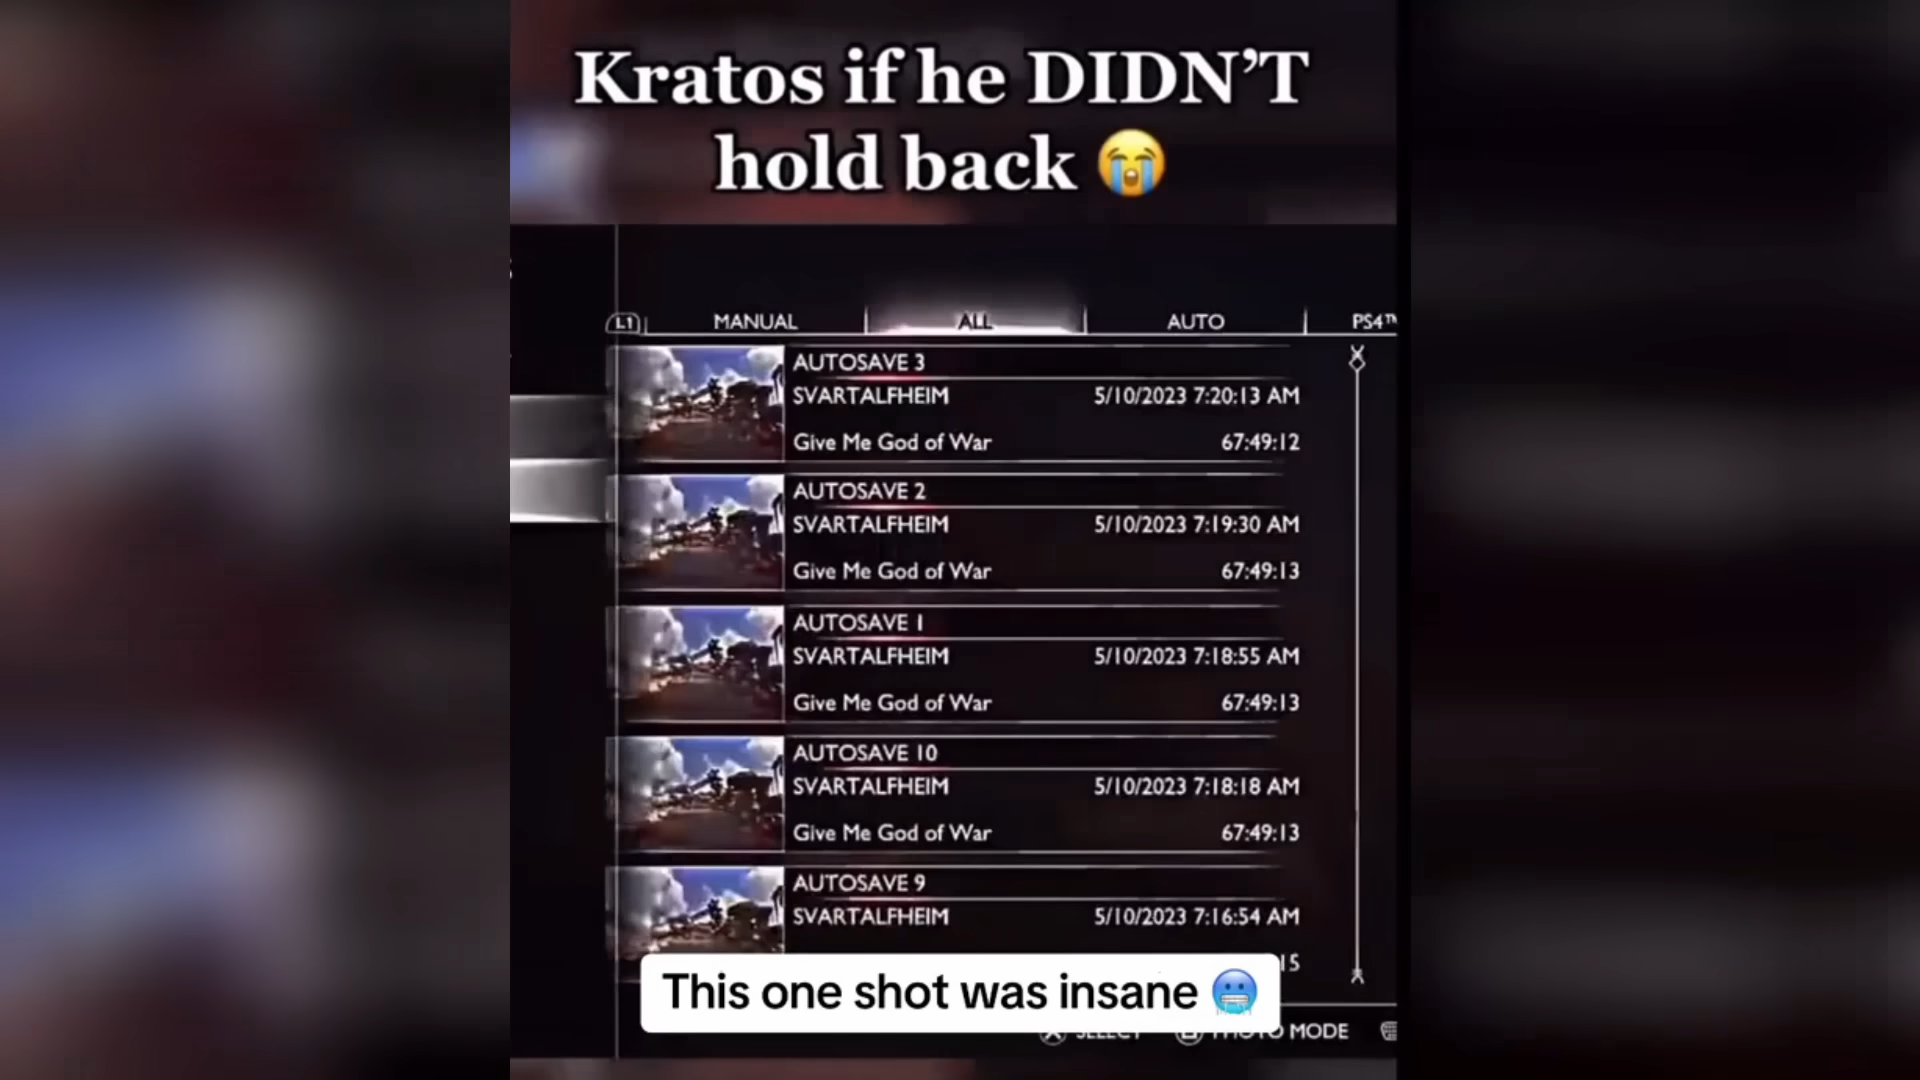 Kratos if he DIDN'T
hold back 😭
L1 MANUAL ALL AUTO PS4™
AUTOSAVE 3
SVARTALFHEIM 5/10/2023 7:20:13 AM
Give Me God of War 67:49:12
AUTOSAVE 2
SVARTALFHEIM 5/10/2023 7:19:30 AM
Give Me God of War 67:49:13
AUTOSAVE 1
SVARTALFHEIM 5/10/2023 7:18:55 AM
Give Me God of War 67:49:13
AUTOSAVE 10
SVARTALFHEIM 5/10/2023 7:18:18 AM
Give Me God of War 67:49:13
AUTOSAVE 9
SVARTALFHEIM 5/10/2023 7:16:54 AM
15
This one shot was insane 🥶
SELECT PHOTO MODE